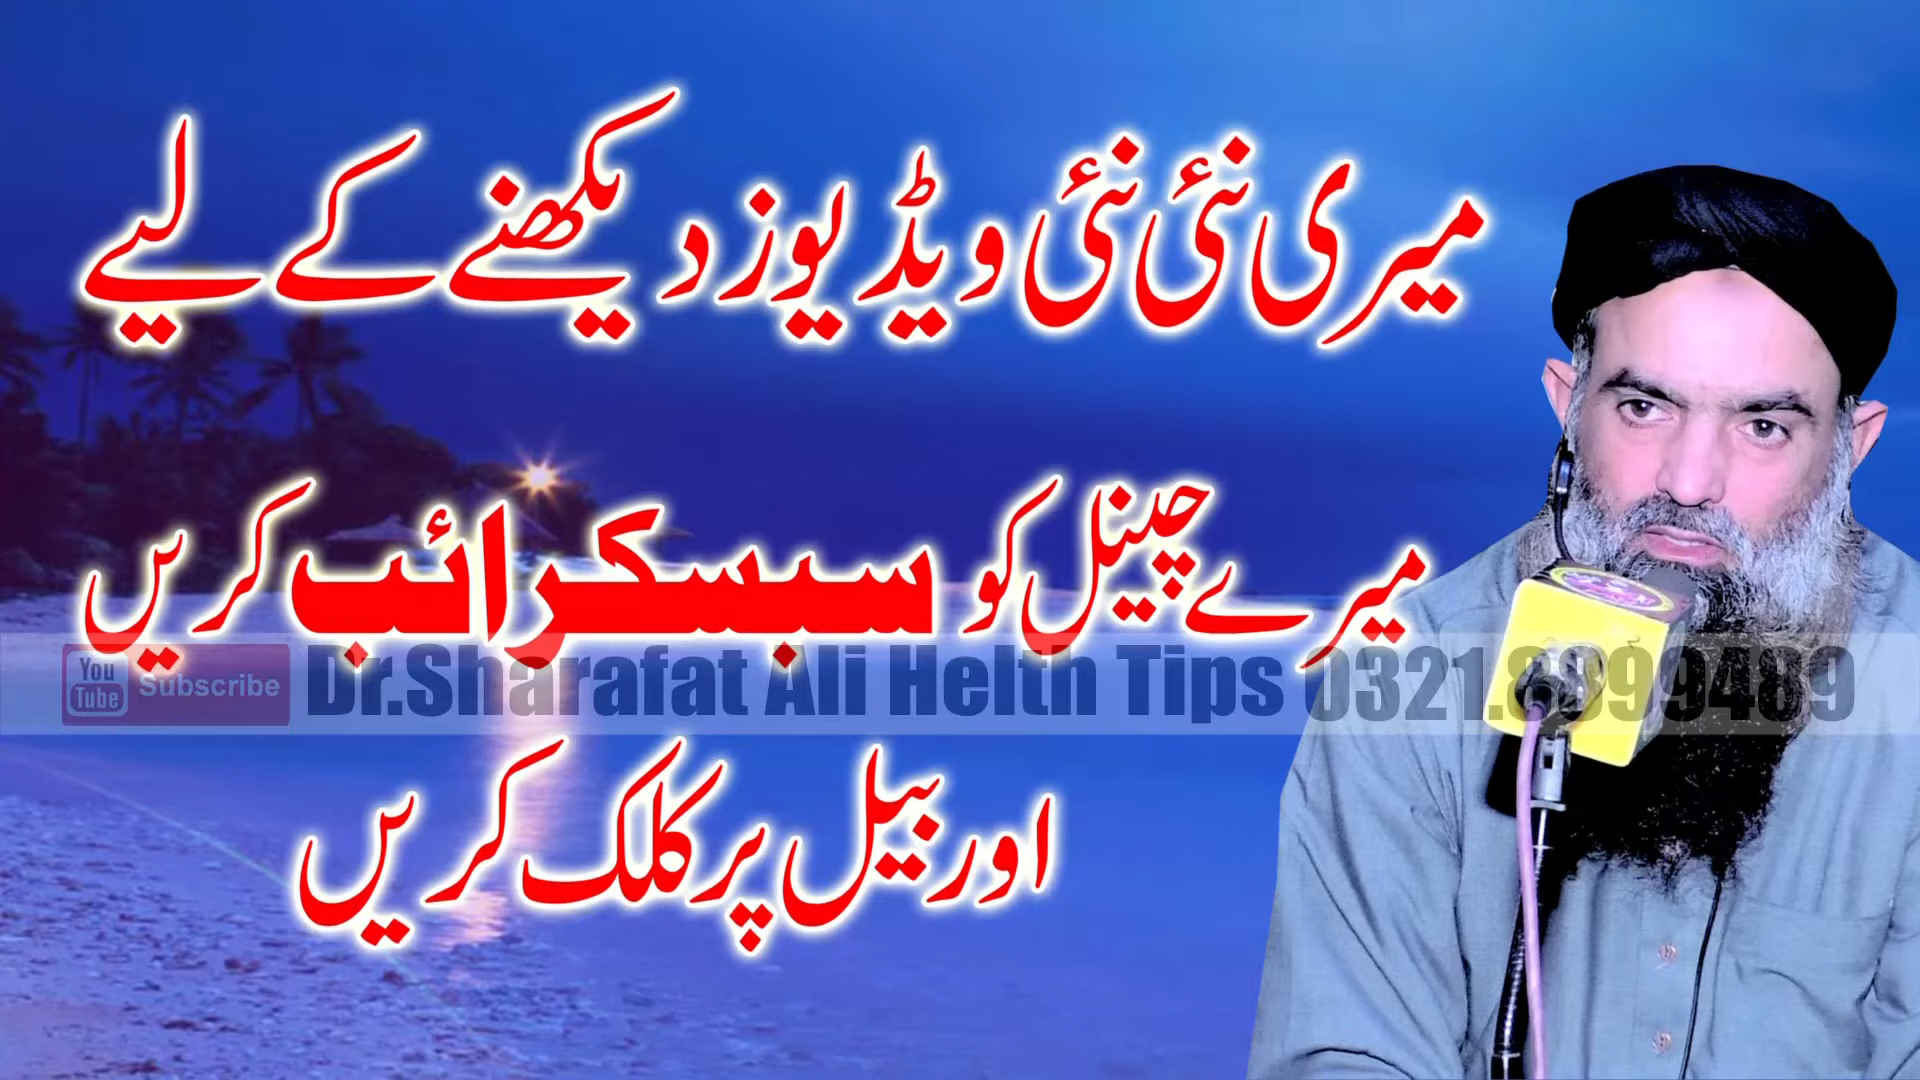 میری نئی نئی ویڈیوز دیکھنے کے لیے
میرے چینل کو سبسکرائب کریں
You Tube Subscribe Dr.Sharafat Ali Helth Tips 0321.8899489
اور بیل پر کلک کریں